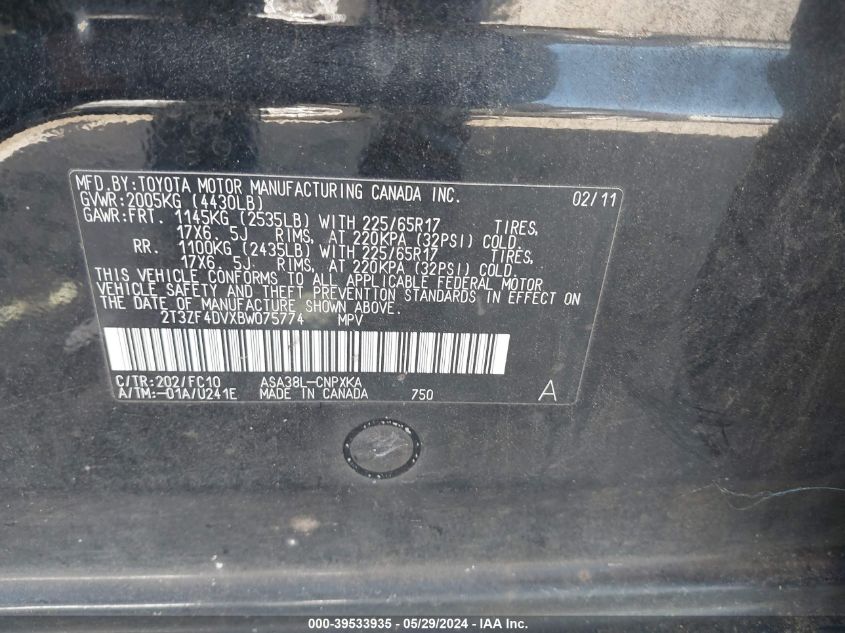 MFD.BY:TOYOTA MOTOR MANUFACTURING CANADA INC. 02/11
GVWR:2005KG (4430LB)
GAWR:FRT. 1145KG (2535LB) WITH 225/65R17 TIRES,
17X6. 5J RIMS, AT 220KPA (32PSI) COLD.
RR. 1100KG (2435LB) WITH 225/65R17 TIRES,
17X6. 5J. RIMS, AT 220KPA (32PSI) COLD.
THIS VEHICLE CONFORMS TO ALL APPLICABLE FEDERAL MOTOR
VEHICLE SAFETY AND THEFT PREVENTION STANDARDS IN EFFECT ON
THE DATE OF MANUFACTURE SHOWN ABOVE.
2T3ZF4DVXBW075774 MPV
C/TR:202/FC10 ASA38L-CNPXKA
A/TM:-01A/U241E MADE IN CANADA 750 A
000-39533935 - 05/29/2024 - IAA Inc.